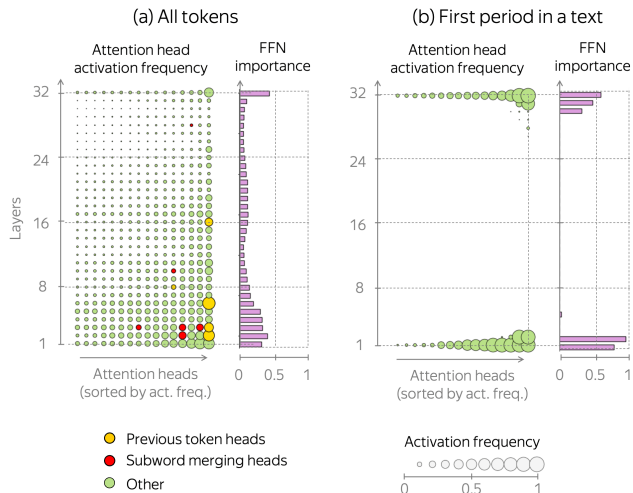 (a) All tokens
(b) First period in a text
Attention head
activation frequency
FFN
importance
Attention head
activation frequency
FFN
importance
Layers
32
24
16
8
1
32
24
16
8
1
Attention heads
(sorted by act. freq.)
0 0.5 1
Attention heads
(sorted by act. freq.)
0 0.5 1
Previous token heads
Subword merging heads
Other
Activation frequency
0 0.5 1